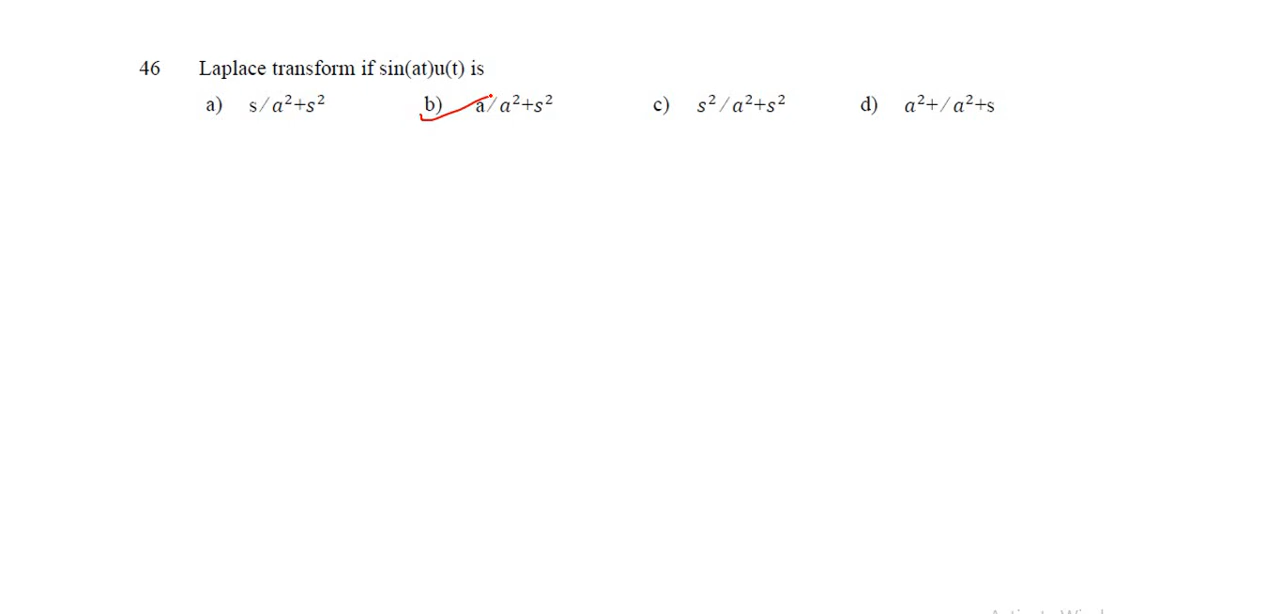 46 Laplace transform if sin(at)u(t) is
a) s/a²+s² b) a/a²+s² c) s²/a²+s² d) a²+/a²+s